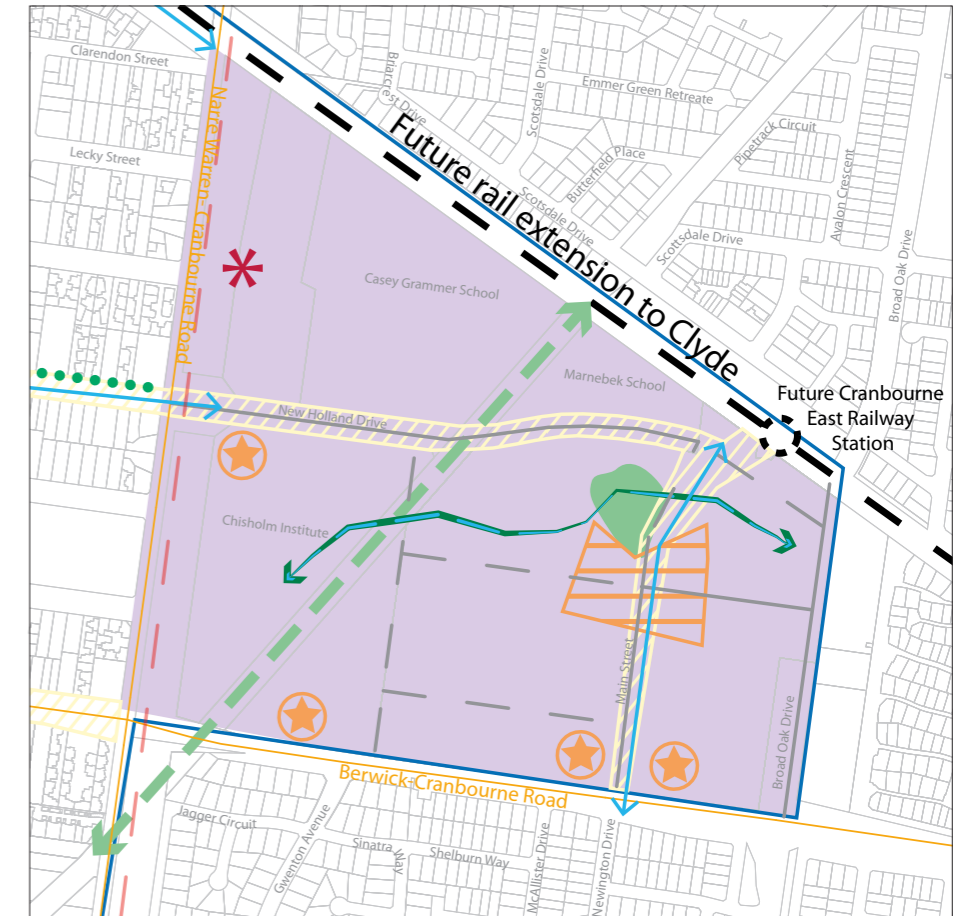 Clarendon Street
Lecky Street
Narre Warren-Cranbourne Road
Briarcrest Drive
Scotsdale Drive
Emmer Green Retreate
Pipetrack Circuit
Butterfield Place
Avalon Crescent
Scotsdale Drive
Scottsdale Drive
Broad Oak Drive
Future rail extension to Clyde
Casey Grammer School
Marnebek School
Future Cranbourne
East Railway
Station
New Holland Drive
Chisholm Institute
Main Street
Broad Oak Drive
Berwick-Cranbourne Road
Jagger Circuit
Gwenton Avenue
Sinatra Way
Shelburn Way
McAllister Drive
Newington Drive